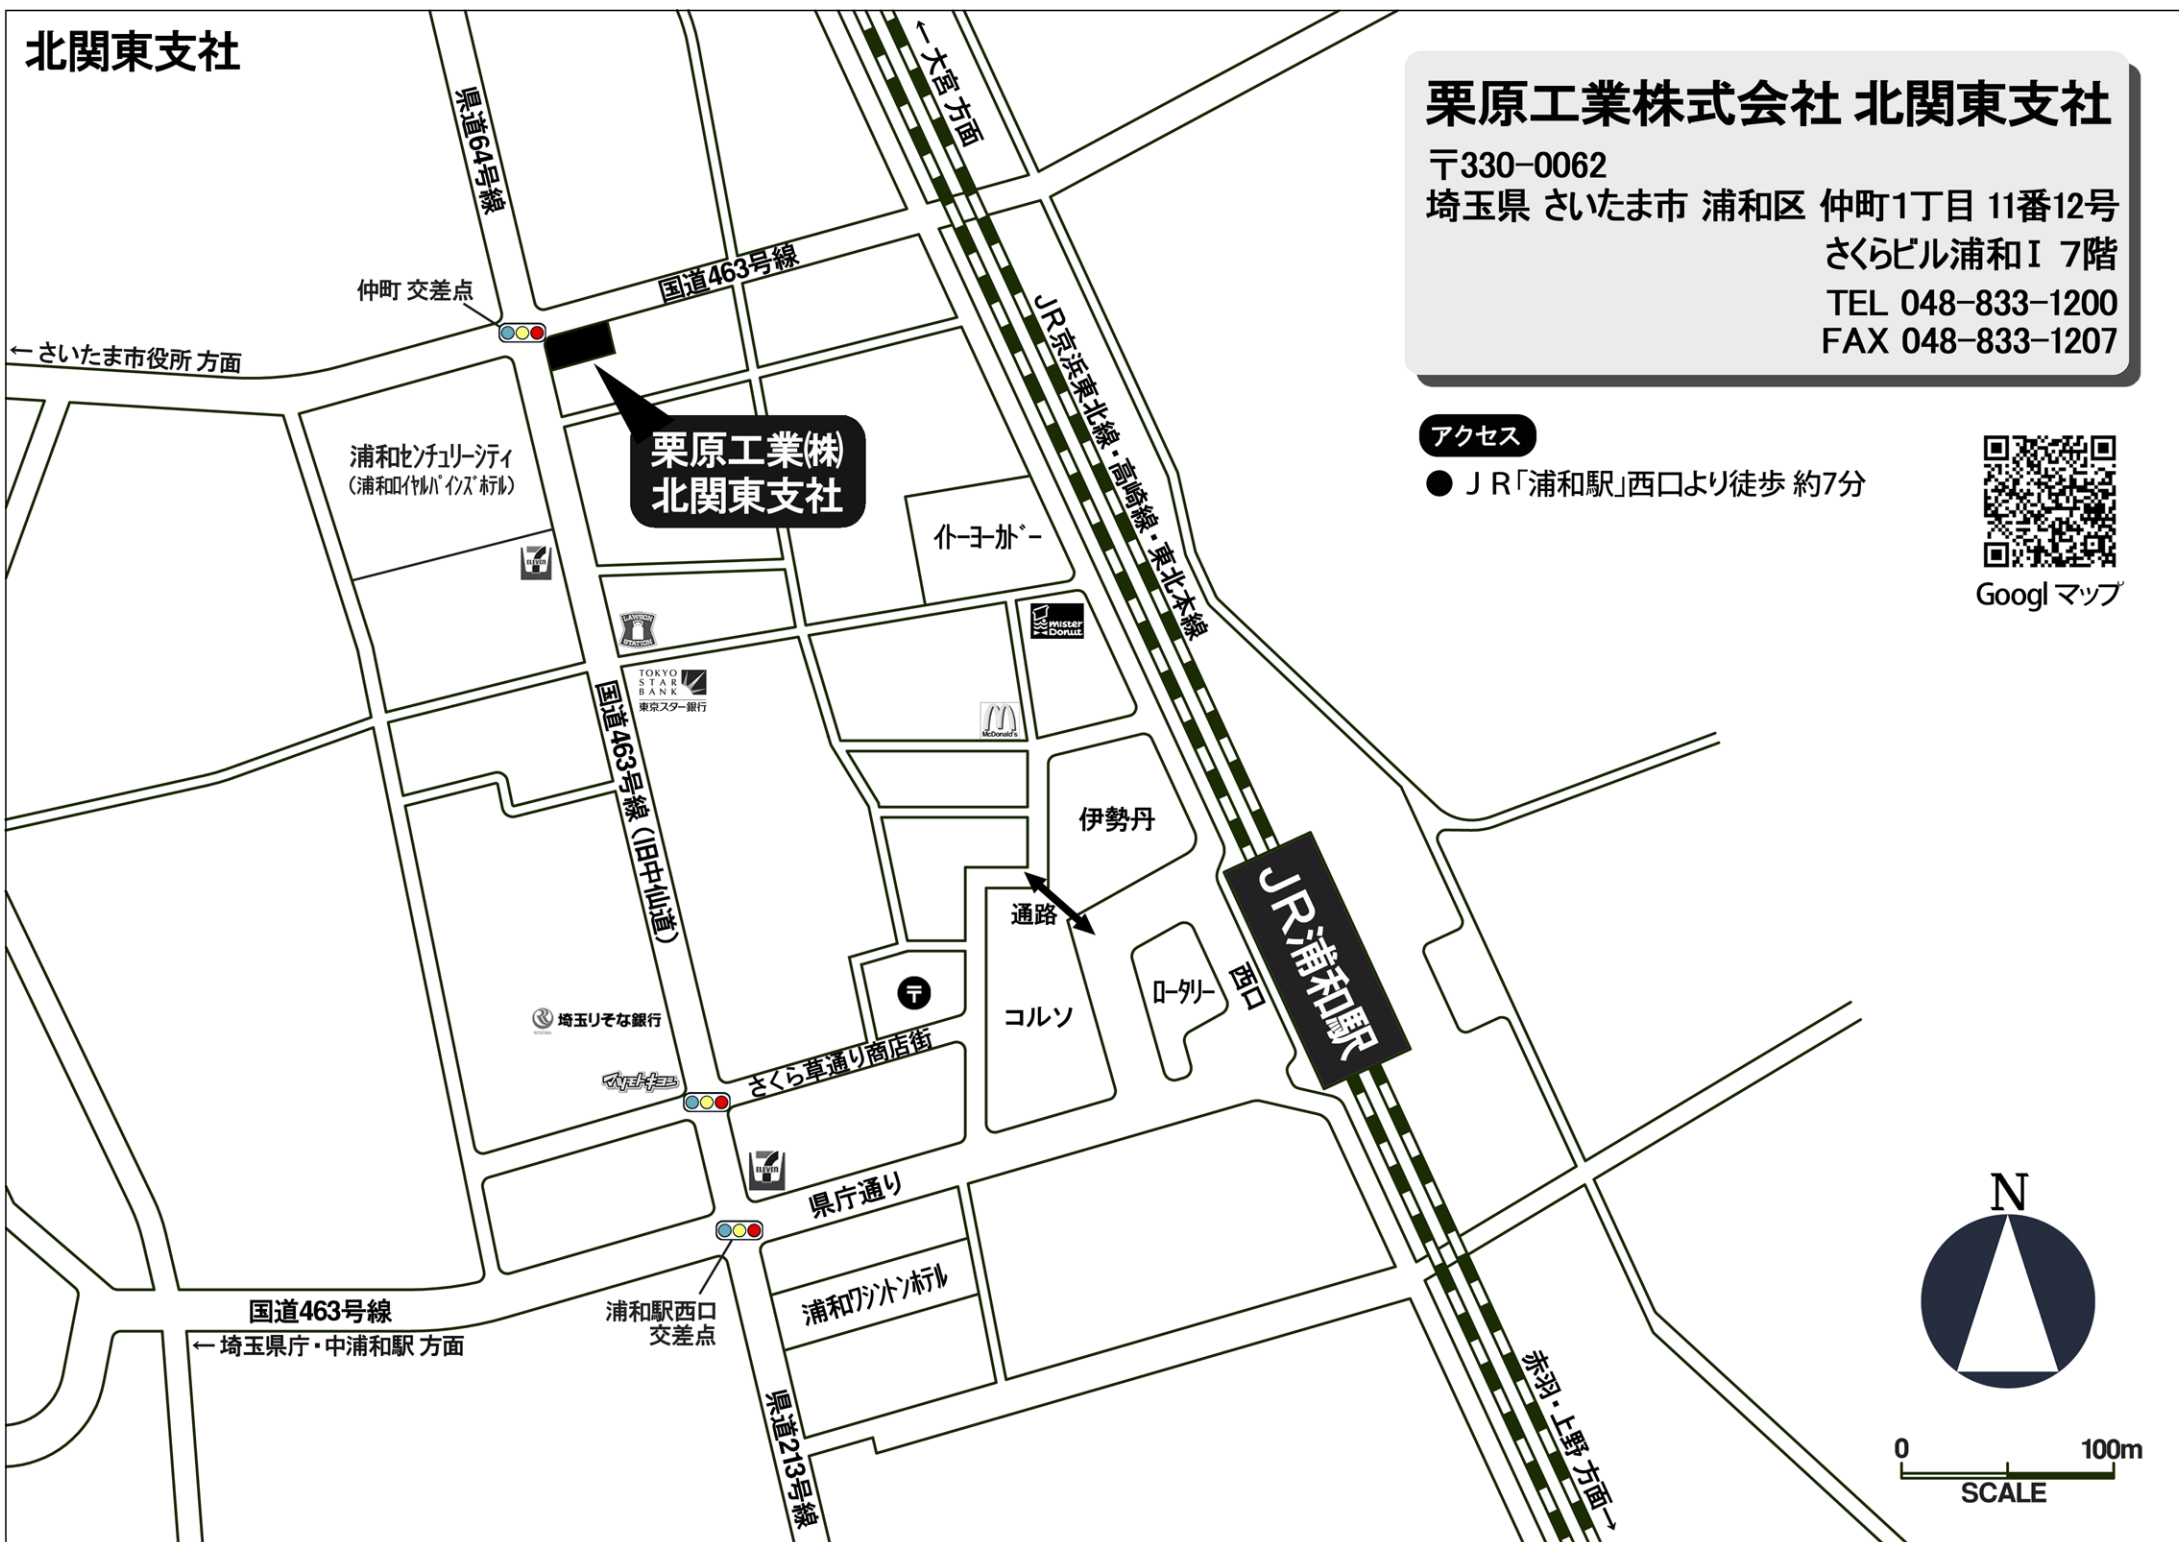 北関東支社
栗原工業株式会社 北関東支社
〒330-0062
埼玉県 さいたま市 浦和区 仲町1丁目 11番12号
さくらビル浦和Ⅰ 7階
TEL 048-833-1200
FAX 048-833-1207
アクセス
● JR「浦和駅」西口より徒歩 約7分
Googl マップ
←大宮 方面
県道64号線
国道463号線
仲町 交差点
← さいたま市役所 方面
栗原工業㈱
北関東支社
浦和センチュリーシティ
(浦和ロイヤルパインズホテル)
JR京浜東北線・高崎線・東北本線
イトーヨーカドー
7
ELEVEN
LAWSON
STATION
mister
Donut
TOKYO
STAR
BANK
東京スター銀行
McDonald's
国道463号線(旧中仙道)
伊勢丹
通路
JR浦和駅
西口
ロータリー
コルソ
〒
埼玉りそな銀行
さくら草通り商店街
マツモトキヨシ
7
ELEVEN
県庁通り
浦和駅西口
交差点
浦和ワシントンホテル
国道463号線
← 埼玉県庁・中浦和駅 方面
県道213号線
赤羽・上野 方面→
N
0 100m
SCALE